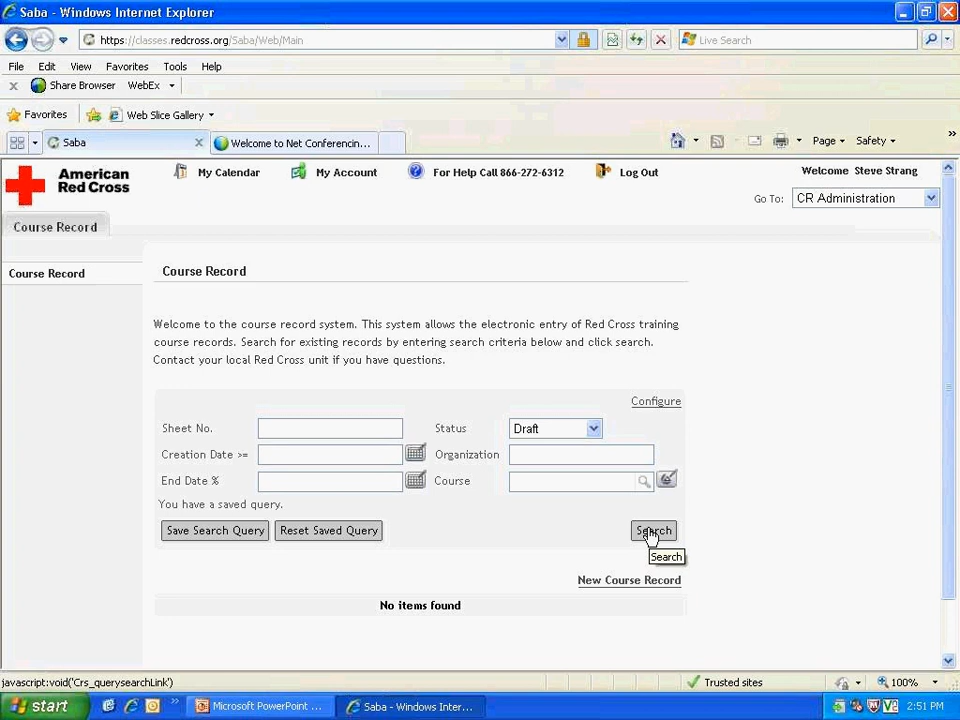 Saba - Windows Internet Explorer
https://classes.redcross.org/Saba/Web/Main
Live Search
File Edit View Favorites Tools Help
x Share Browser WebEx
Favorites Web Slice Gallery
Saba x Welcome to Net Conferencin... Page Safety »
American Red Cross
My Calendar My Account For Help Call 866-272-6312 Log Out Welcome Steve Strang
Go To: CR Administration
Course Record
Course Record
Course Record
Welcome to the course record system. This system allows the electronic entry of Red Cross training
course records. Search for existing records by entering search criteria below and click search.
Contact your local Red Cross unit if you have questions.
Configure
Sheet No. Status Draft
Creation Date >= Organization
End Date % Course
You have a saved query.
Save Search Query Reset Saved Query Search
Search
New Course Record
No items found
javascript:void('Crs_querysearchLink') Trusted sites 100%
start » Microsoft PowerPoint ... Saba - Windows Inter... 2:51 PM